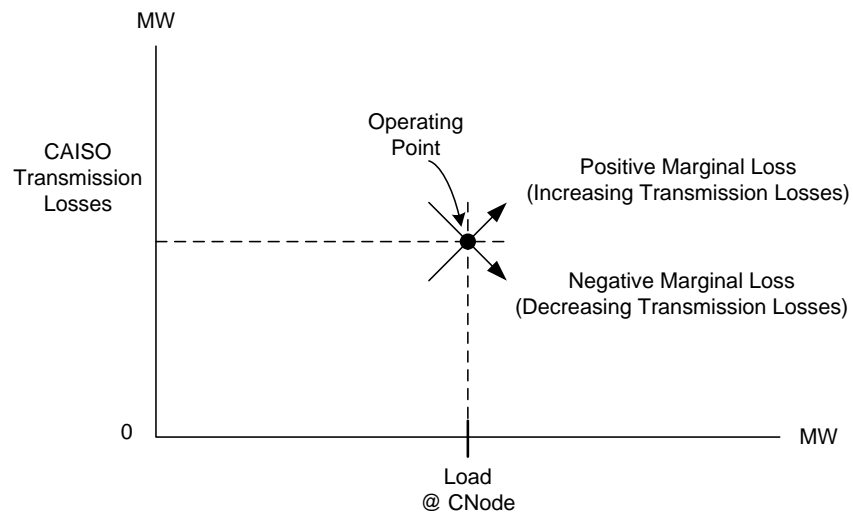 MW
Operating
Point
CAISO
Transmission
Losses
Positive Marginal Loss
(Increasing Transmission Losses)
Negative Marginal Loss
(Decreasing Transmission Losses)
0
MW
Load
@ CNode